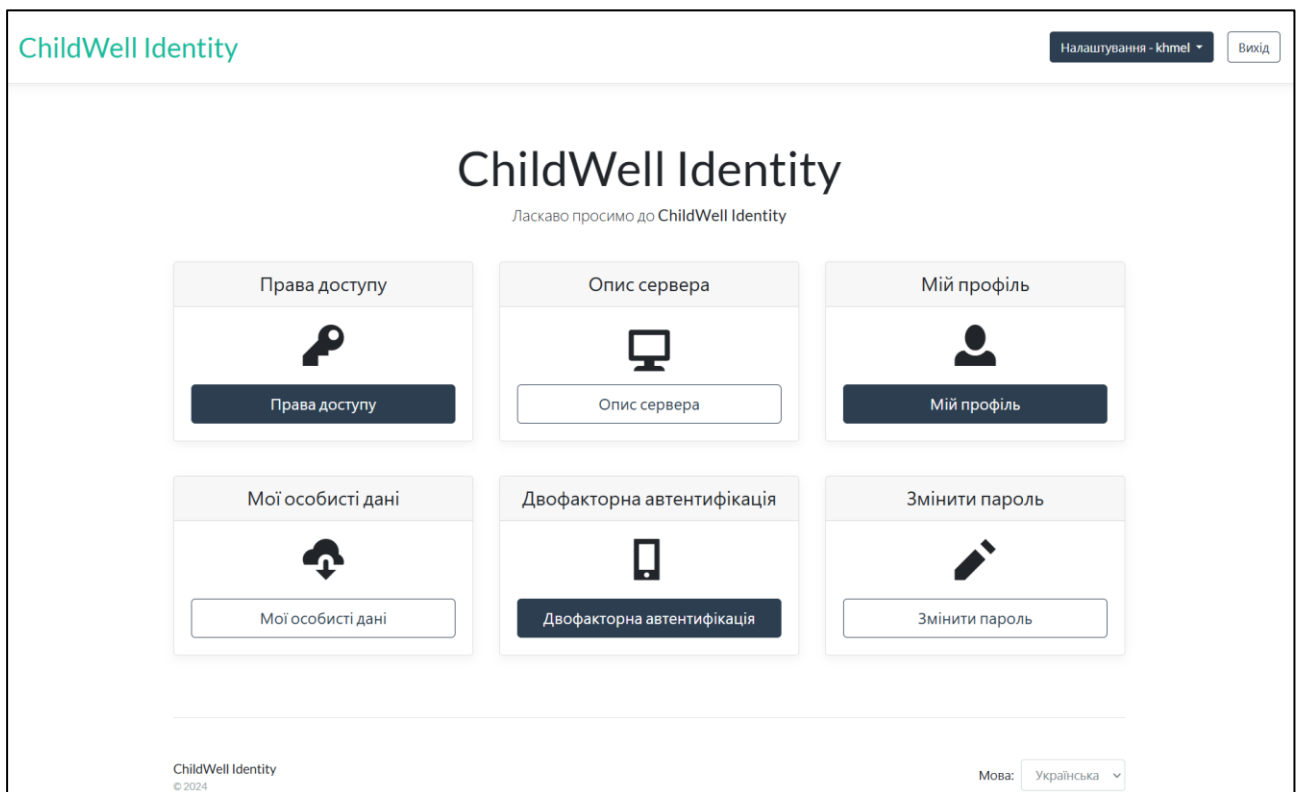 ChildWell Identity
Налаштування - khmel
Вихід
ChildWell Identity
Ласкаво просимо до ChildWell Identity
Права доступу
Опис сервера
Мій профіль
Права доступу
Опис сервера
Мій профіль
Мої особисті дані
Двофакторна автентифікація
Змінити пароль
Мої особисті дані
Двофакторна автентифікація
Змінити пароль
ChildWell Identity
© 2024
Мова:
Українська